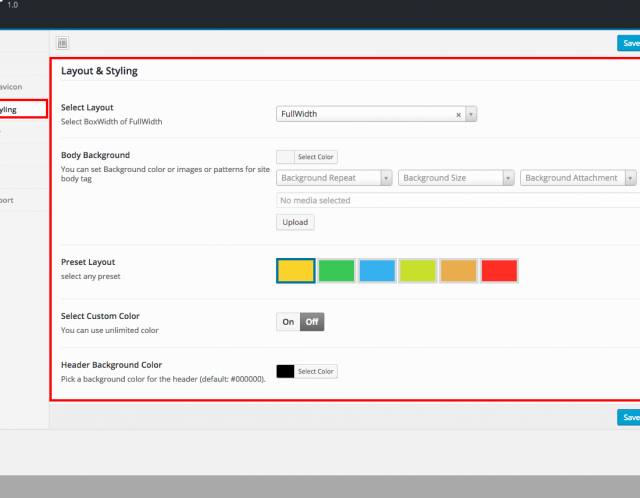 1.0
Save
Layout & Styling
avicon
yling
Select Layout
Select BoxWidth of FullWidth
FullWidth
Body Background
You can set Background color or images or patterns for site
body tag
Select Color
Background Repeat
Background Size
Background Attachment
No media selected
Upload
port
Preset Layout
select any preset
Select Custom Color
You can use unlimited color
On
Off
Header Background Color
Pick a background color for the header (default: #000000).
Select Color
Save